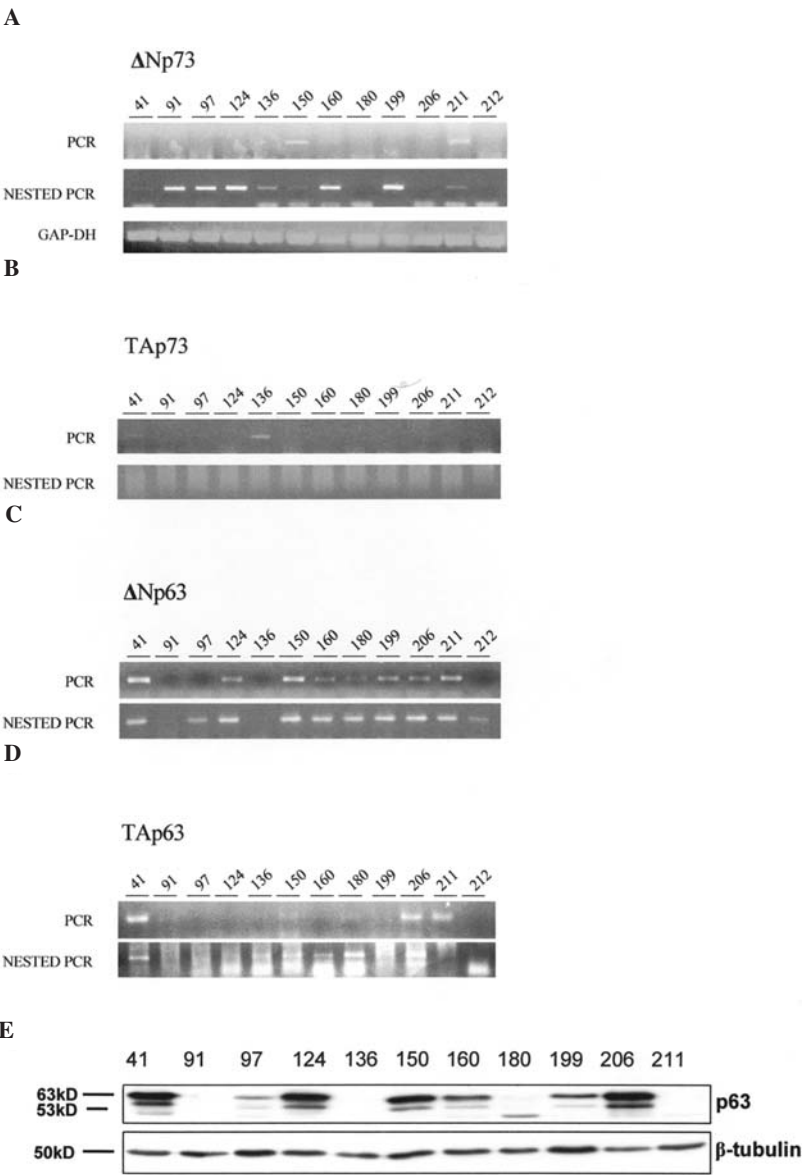 A
ΔNp73
41 91 97 124 136 150 160 180 199 206 211 212
PCR
NESTED PCR
GAP-DH
B
TAp73
41 91 97 124 136 150 160 180 199 206 211 212
PCR
NESTED PCR
C
ΔNp63
41 91 97 124 136 150 160 180 199 206 211 212
PCR
NESTED PCR
D
TAp63
41 91 97 124 136 150 160 180 199 206 211 212
PCR
NESTED PCR
E
41 91 97 124 136 150 160 180 199 206 211
63kD
p63
53kD
50kD β-tubulin